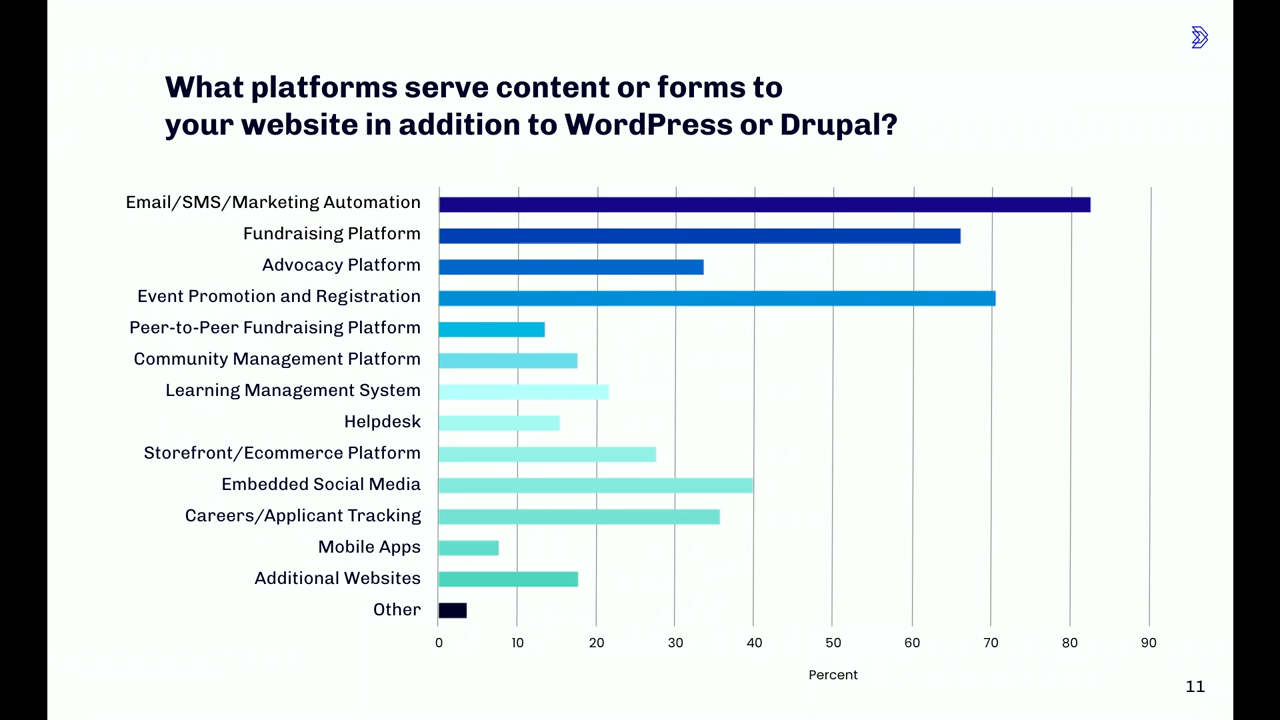 What platforms serve content or forms to
your website in addition to WordPress or Drupal?
Email/SMS/Marketing Automation
Fundraising Platform
Advocacy Platform
Event Promotion and Registration
Peer-to-Peer Fundraising Platform
Community Management Platform
Learning Management System
Helpdesk
Storefront/Ecommerce Platform
Embedded Social Media
Careers/Applicant Tracking
Mobile Apps
Additional Websites
Other
0 10 20 30 40 50 60 70 80 90
Percent
11